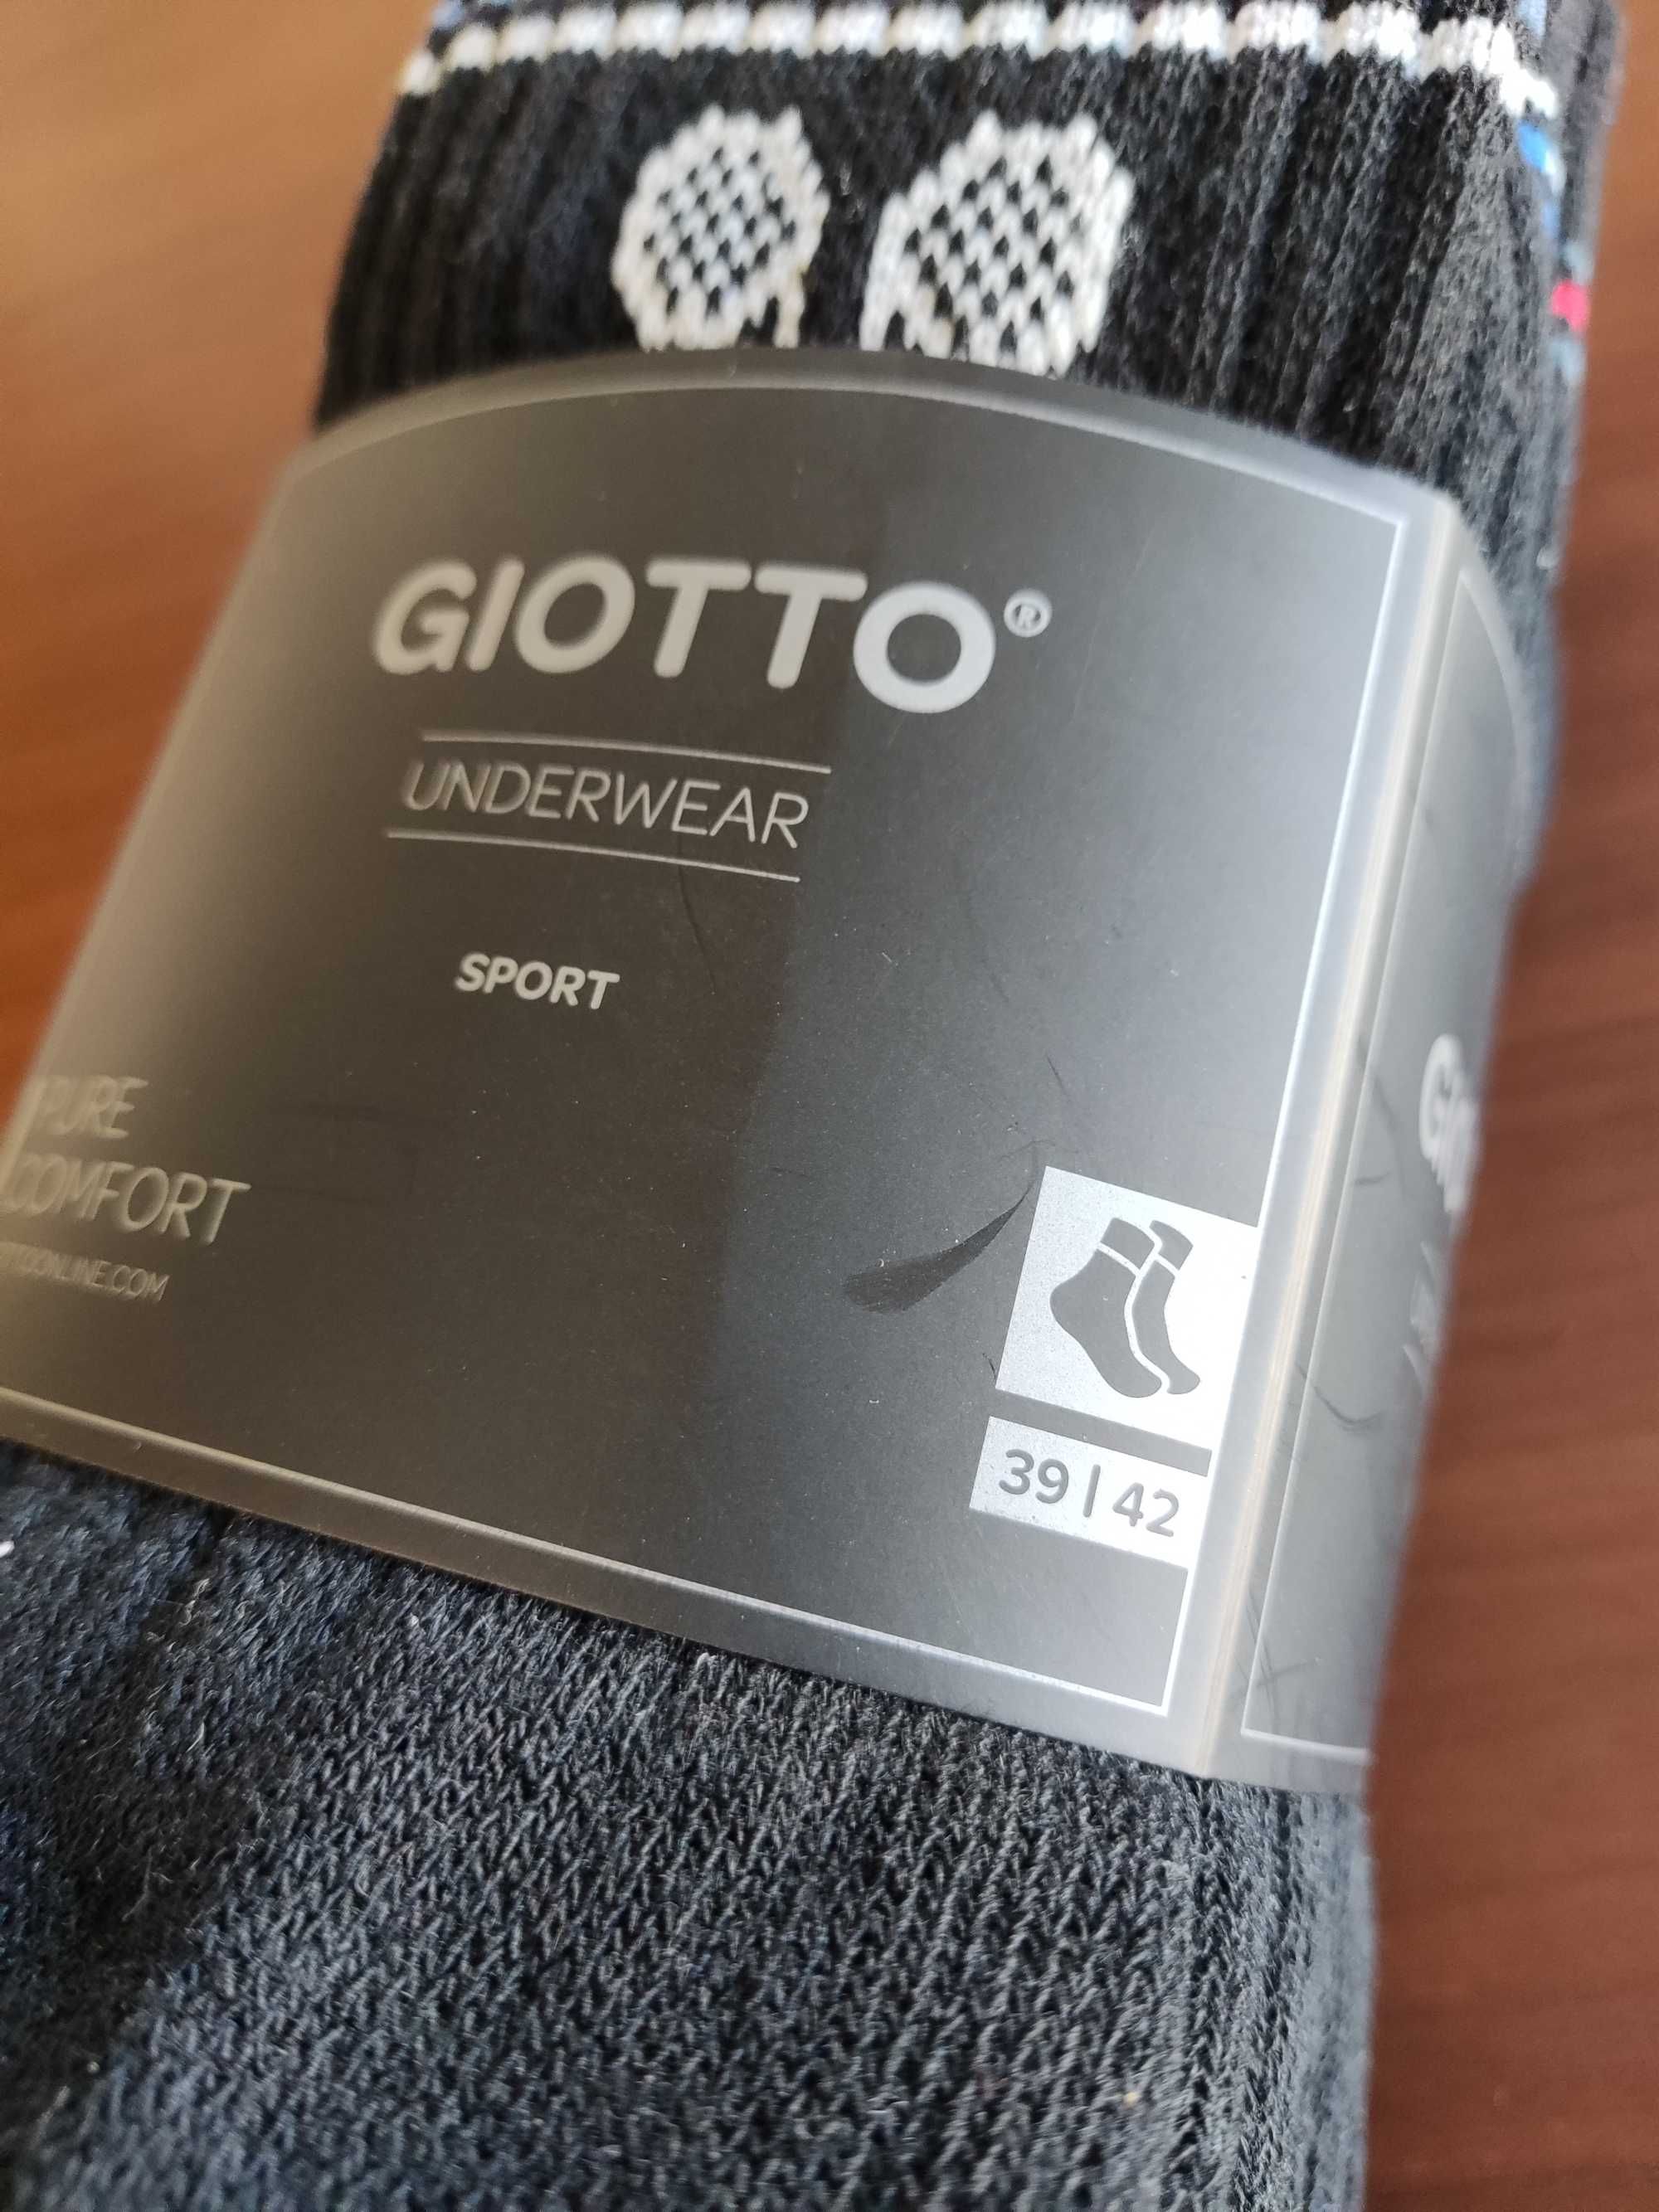 GIOTTO®
UNDERWEAR
SPORT
PURE
COMFORT
39 | 42